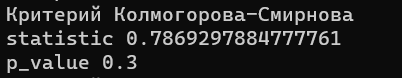 Критерий Колмогорова-Смирнова
statistic 0.7869297884777761
p_value 0.3